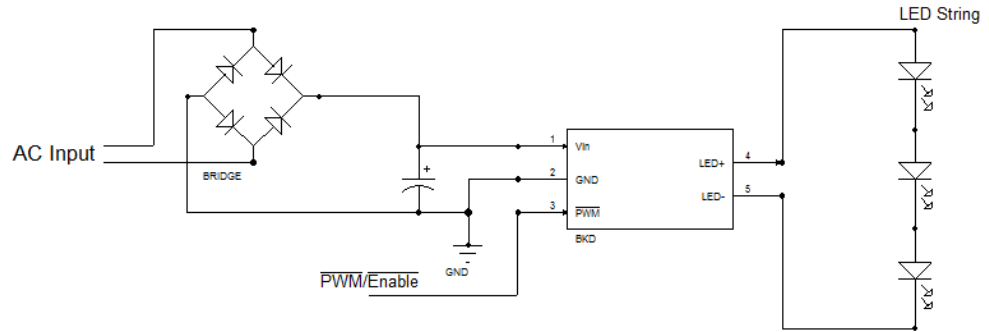 LED String
AC Input
BRIDGE
+
1
Vin
2
GND
3
PWM
LED+
4
LED-
5
BKD
GND
PWM/Enable